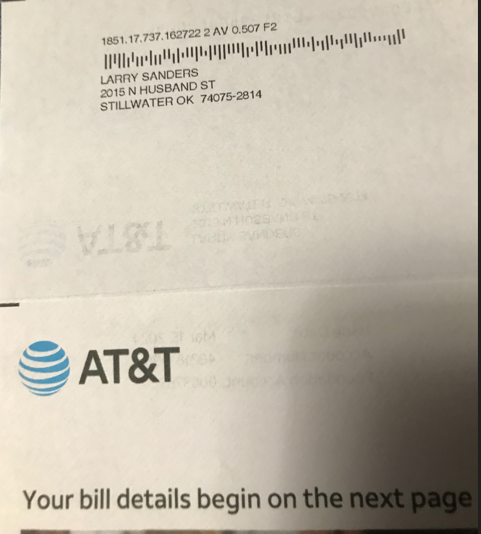 1851.17.737.162722 2 AV 0.507 F2
LARRY SANDERS
2015 N HUSBAND ST
STILLWATER OK 74075-2814
AT&T
AT&T
Your bill details begin on the next page